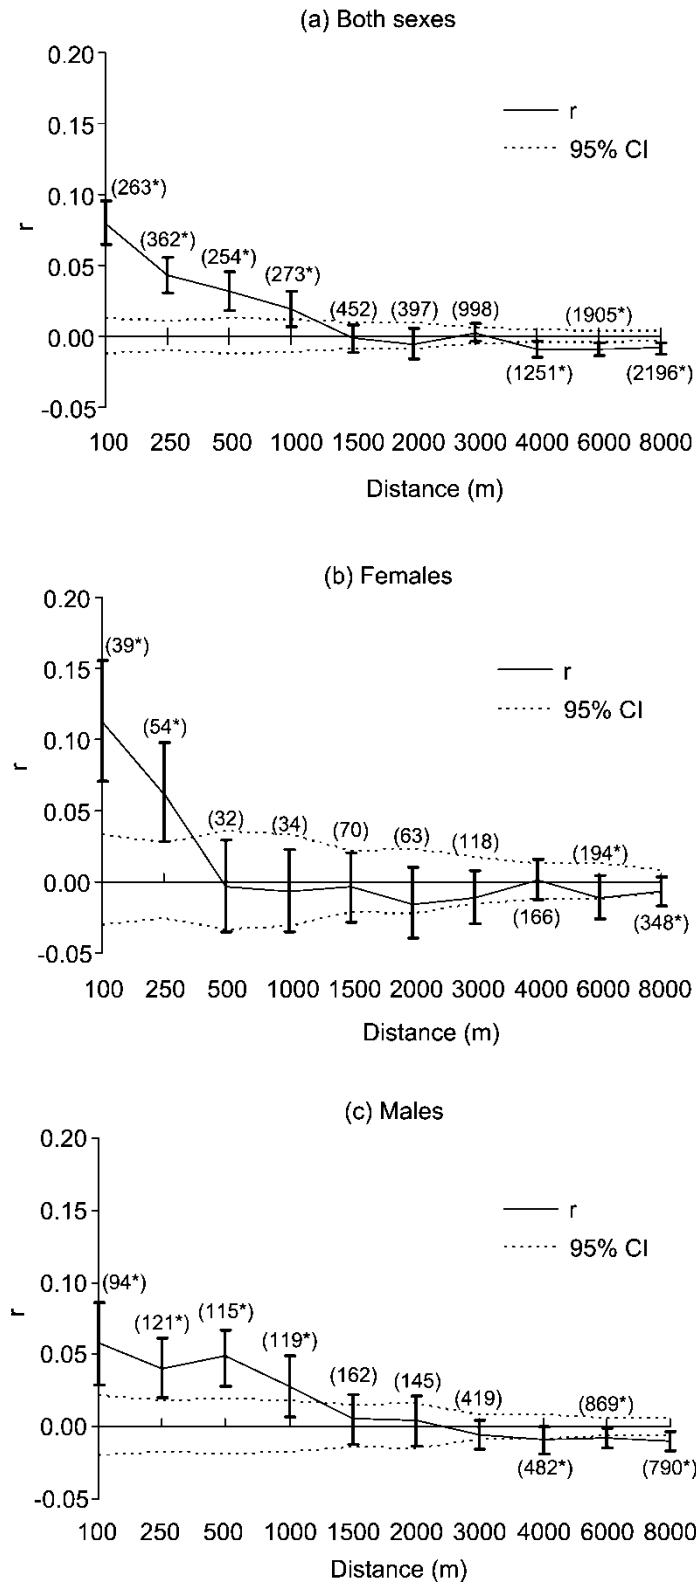 (a) Both sexes
0.20
r
0.15
95% CI
(263*)
0.10
(362*)
(254*)
(273*)
r
0.05
(452)
(397)
(998)
(1905*)
0.00
(1251*)
(2196*)
-0.05
100 250 500 1000 1500 2000 3000 4000 6000 8000
Distance (m)
(b) Females
0.20
(39*)
r
0.15
95% CI
(54*)
0.10
r
0.05
(32)
(34)
(70)
(63)
(118)
(194*)
0.00
(166)
(348*)
-0.05
100 250 500 1000 1500 2000 3000 4000 6000 8000
Distance (m)
(c) Males
0.20
r
0.15
95% CI
0.10
(94*)
(121*)
(115*)
(119*)
r
0.05
(162)
(145)
(419)
(869*)
0.00
(482*)
(790*)
-0.05
100 250 500 1000 1500 2000 3000 4000 6000 8000
Distance (m)